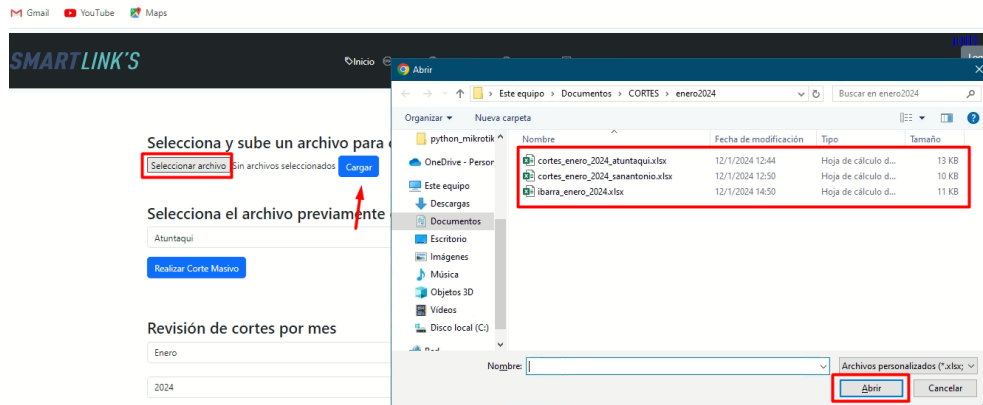 Gmail YouTube Maps
SMARTLINK'S
Inicio
Selecciona y sube un archivo para
Seleccionar archivo Sin archivos seleccionados Cargar
Selecciona el archivo previamente
Atuntaqui
Realizar Corte Masivo
Revisión de cortes por mes
Enero
2024
Abrir
Este equipo > Documentos > CORTES > enero2024
Buscar en enero2024
Organizar Nueva carpeta
python_mikrotik
OneDrive - Person
Este equipo
Descargas
Documentos
Escritorio
Imágenes
Música
Objetos 3D
Vídeos
Disco local (C:)
Nombre Fecha de modificación Tipo Tamaño
cortes_enero_2024_atuntaqui.xlsx 12/1/2024 12:44 Hoja de cálculo d... 13 KB
cortes_enero_2024_sanantonio.xlsx 12/1/2024 12:50 Hoja de cálculo d... 10 KB
ibarra_enero_2024.xlsx 12/1/2024 14:50 Hoja de cálculo d... 11 KB
Nombre:
Archivos personalizados (*.xlsx;
Abrir Cancelar